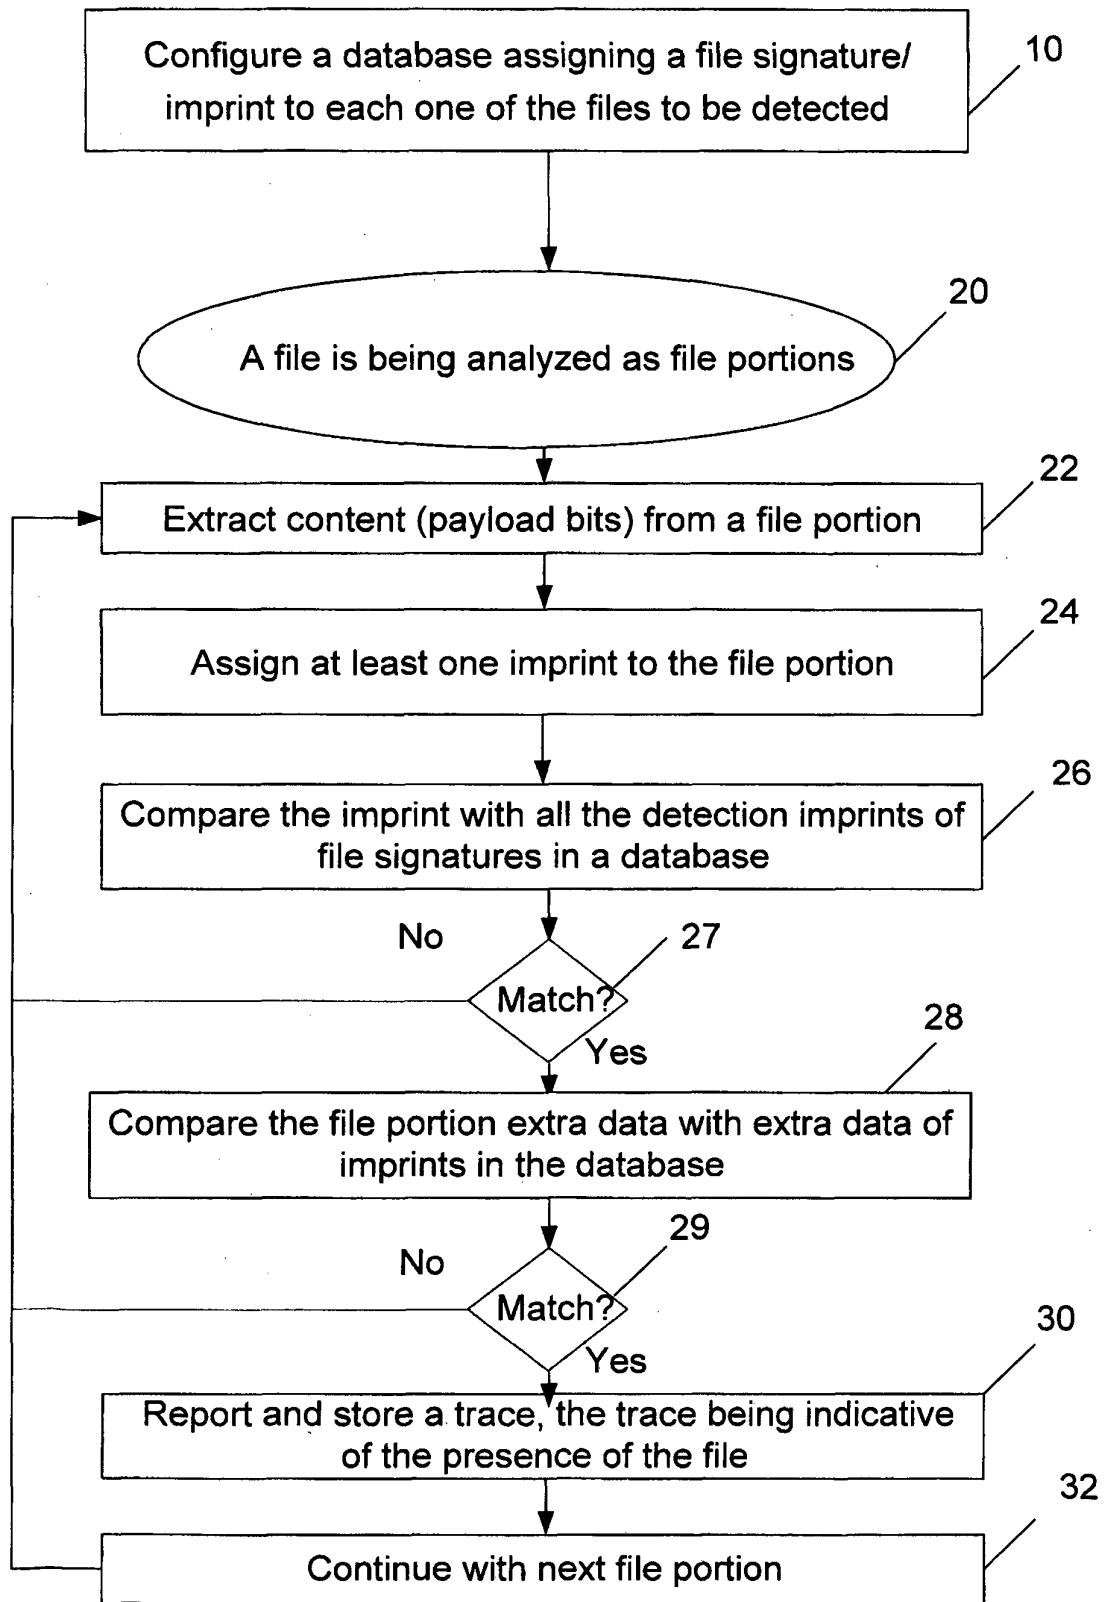 Configure a database assigning a file signature/
imprint to each one of the files to be detected
10
20
A file is being analyzed as file portions
22
Extract content (payload bits) from a file portion
24
Assign at least one imprint to the file portion
26
Compare the imprint with all the detection imprints of
file signatures in a database
No
27
Match?
Yes
28
Compare the file portion extra data with extra data of
imprints in the database
29
No
Match?
Yes
30
Report and store a trace, the trace being indicative
of the presence of the file
32
Continue with next file portion